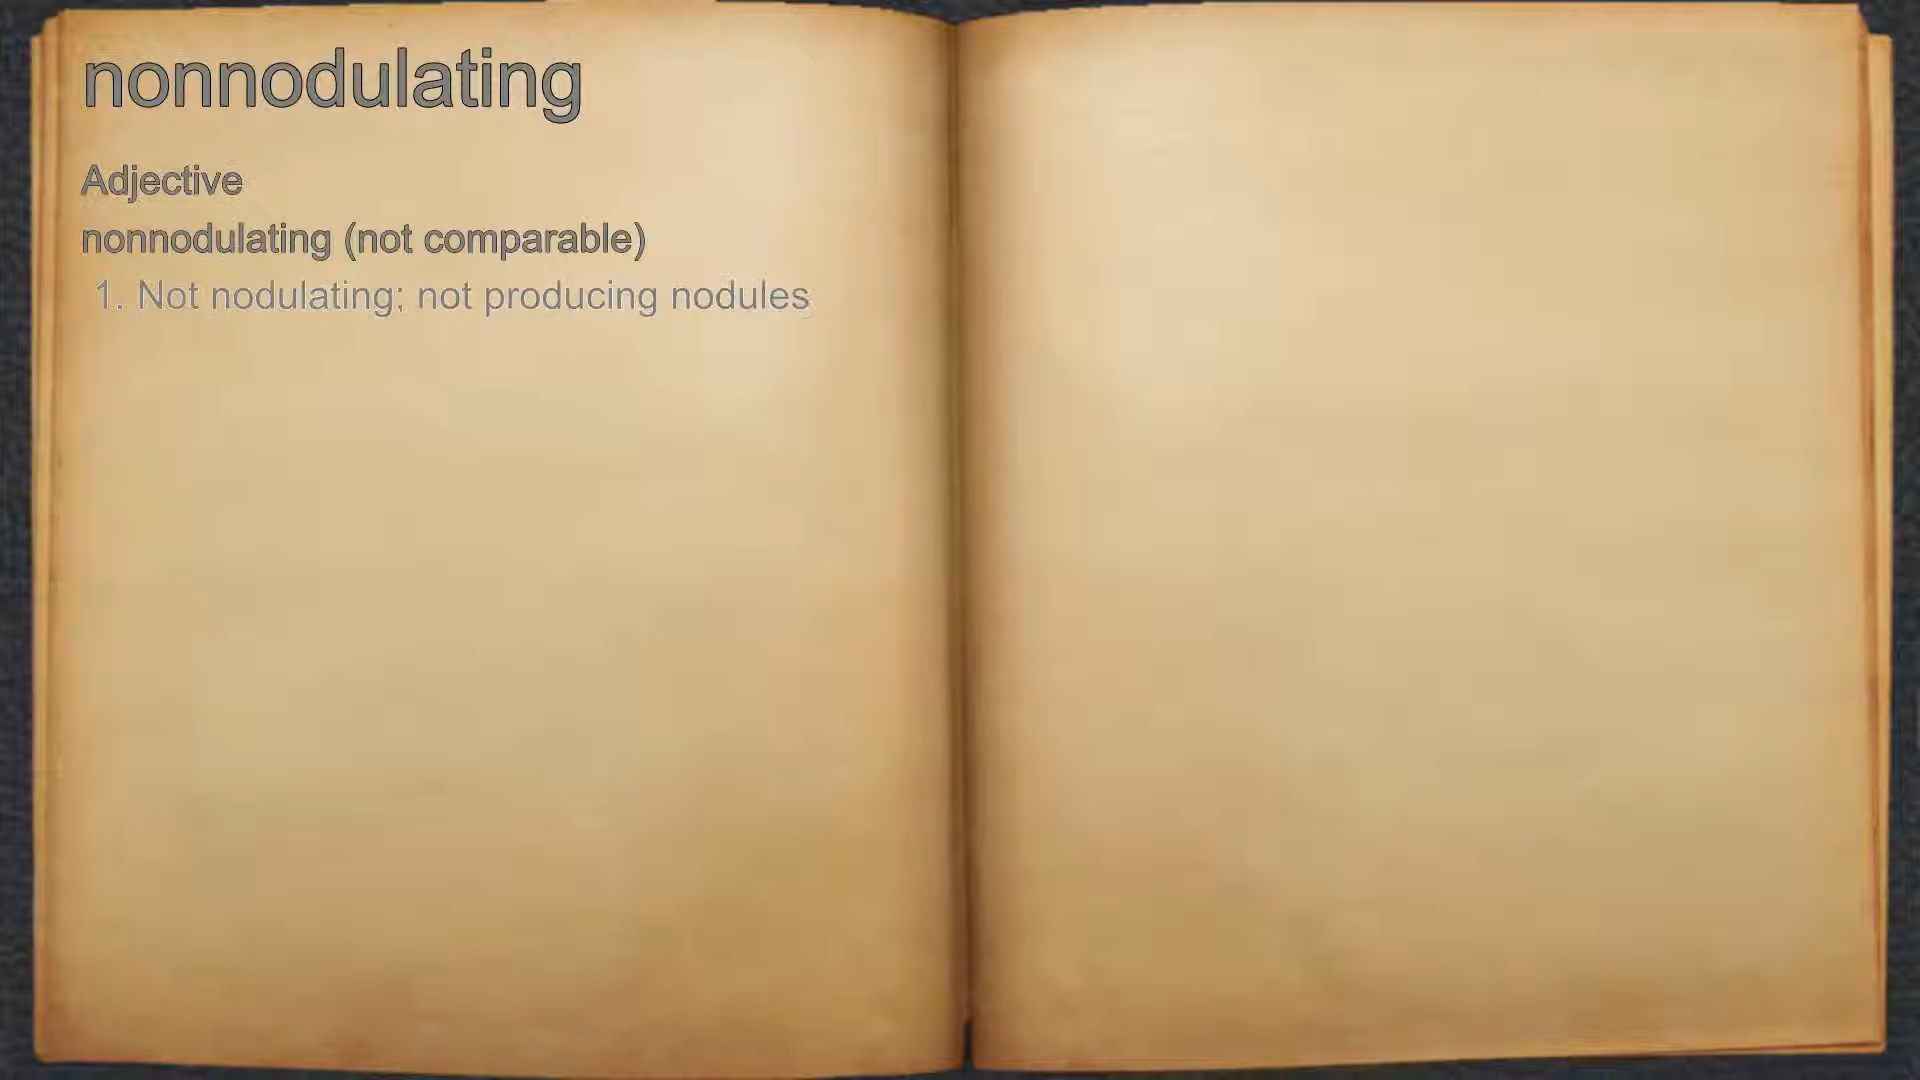 nonnodulating
Adjective
nonnodulating (not comparable)
1. Not nodulating; not producing nodules